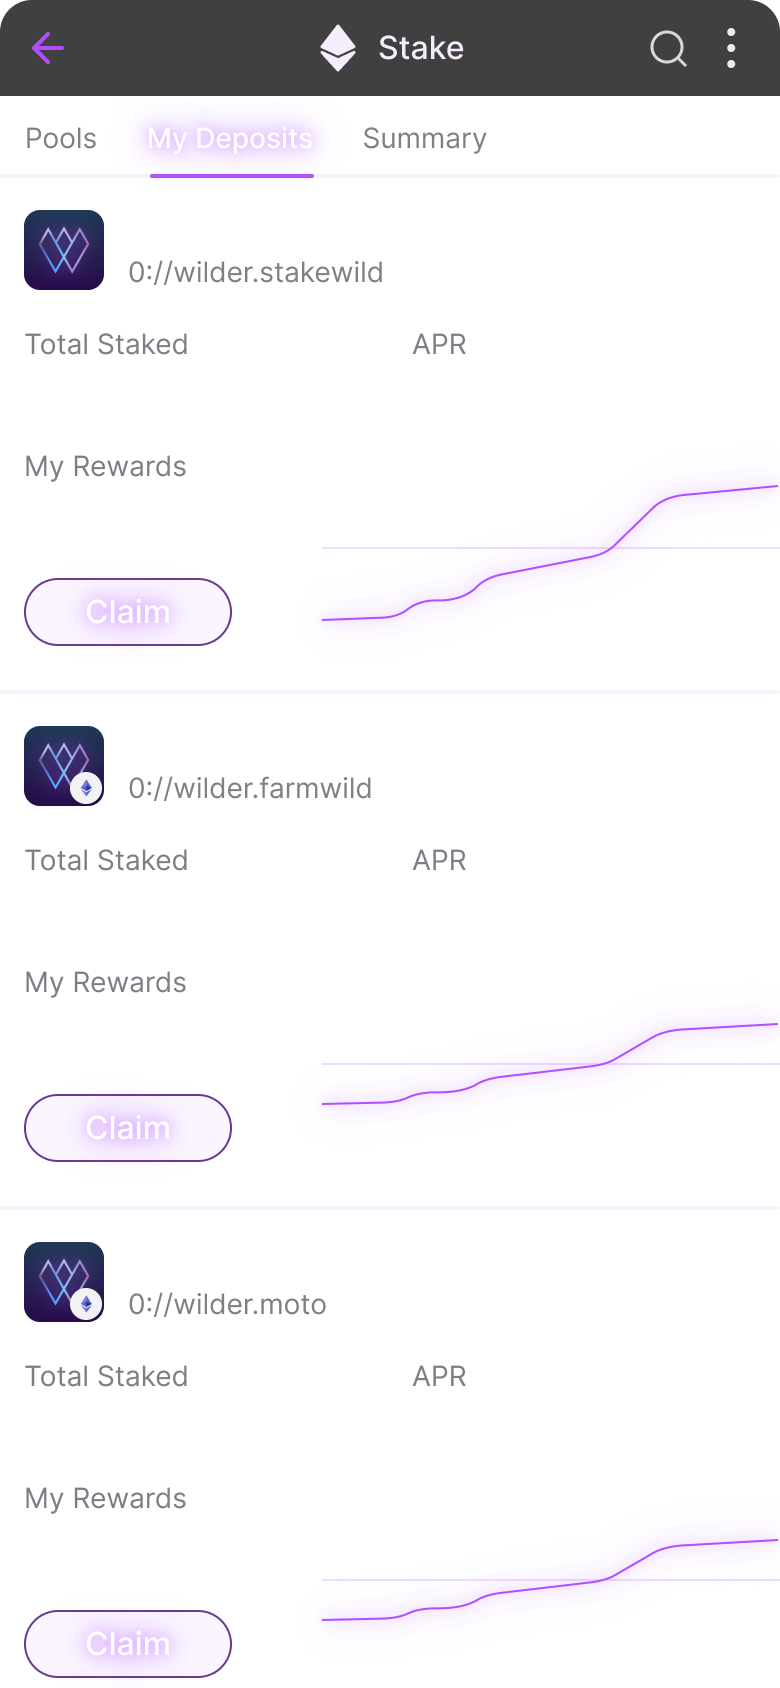 Stake
Pools My Deposits Summary
0://wilder.stakewild
Total Staked APR
My Rewards
Claim
0://wilder.farmwild
Total Staked APR
My Rewards
Claim
0://wilder.moto
Total Staked APR
My Rewards
Claim